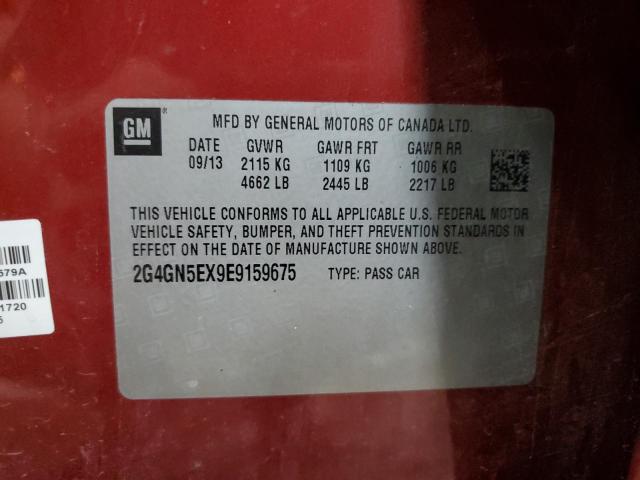 GM
®
MFD BY GENERAL MOTORS OF CANADA LTD.
DATE GVWR GAWR FRT GAWR RR
09/13 2115 KG 1109 KG 1006 KG
4662 LB 2445 LB 2217 LB
THIS VEHICLE CONFORMS TO ALL APPLICABLE U.S. FEDERAL MOTOR
VEHICLE SAFETY, BUMPER, AND THEFT PREVENTION STANDARDS IN
EFFECT ON THE DATE OF MANUFACTURE SHOWN ABOVE.
2G4GN5EX9E9159675 TYPE: PASS CAR
579A
1720